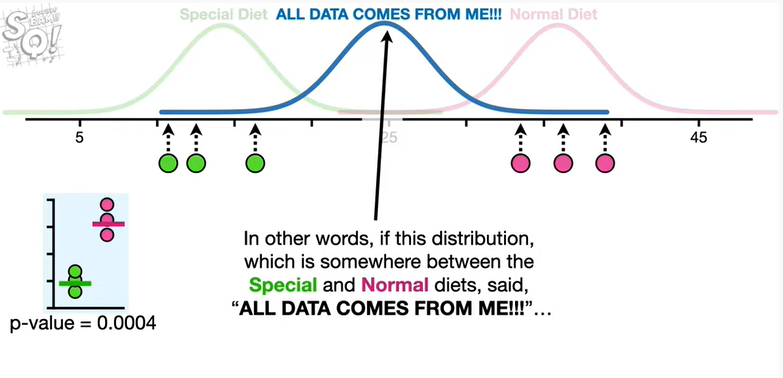 Special Diet ALL DATA COMES FROM ME!!! Normal Diet
5 25 45
In other words, if this distribution,
which is somewhere between the
Special and Normal diets, said,
“ALL DATA COMES FROM ME!!!”…
p-value = 0.0004